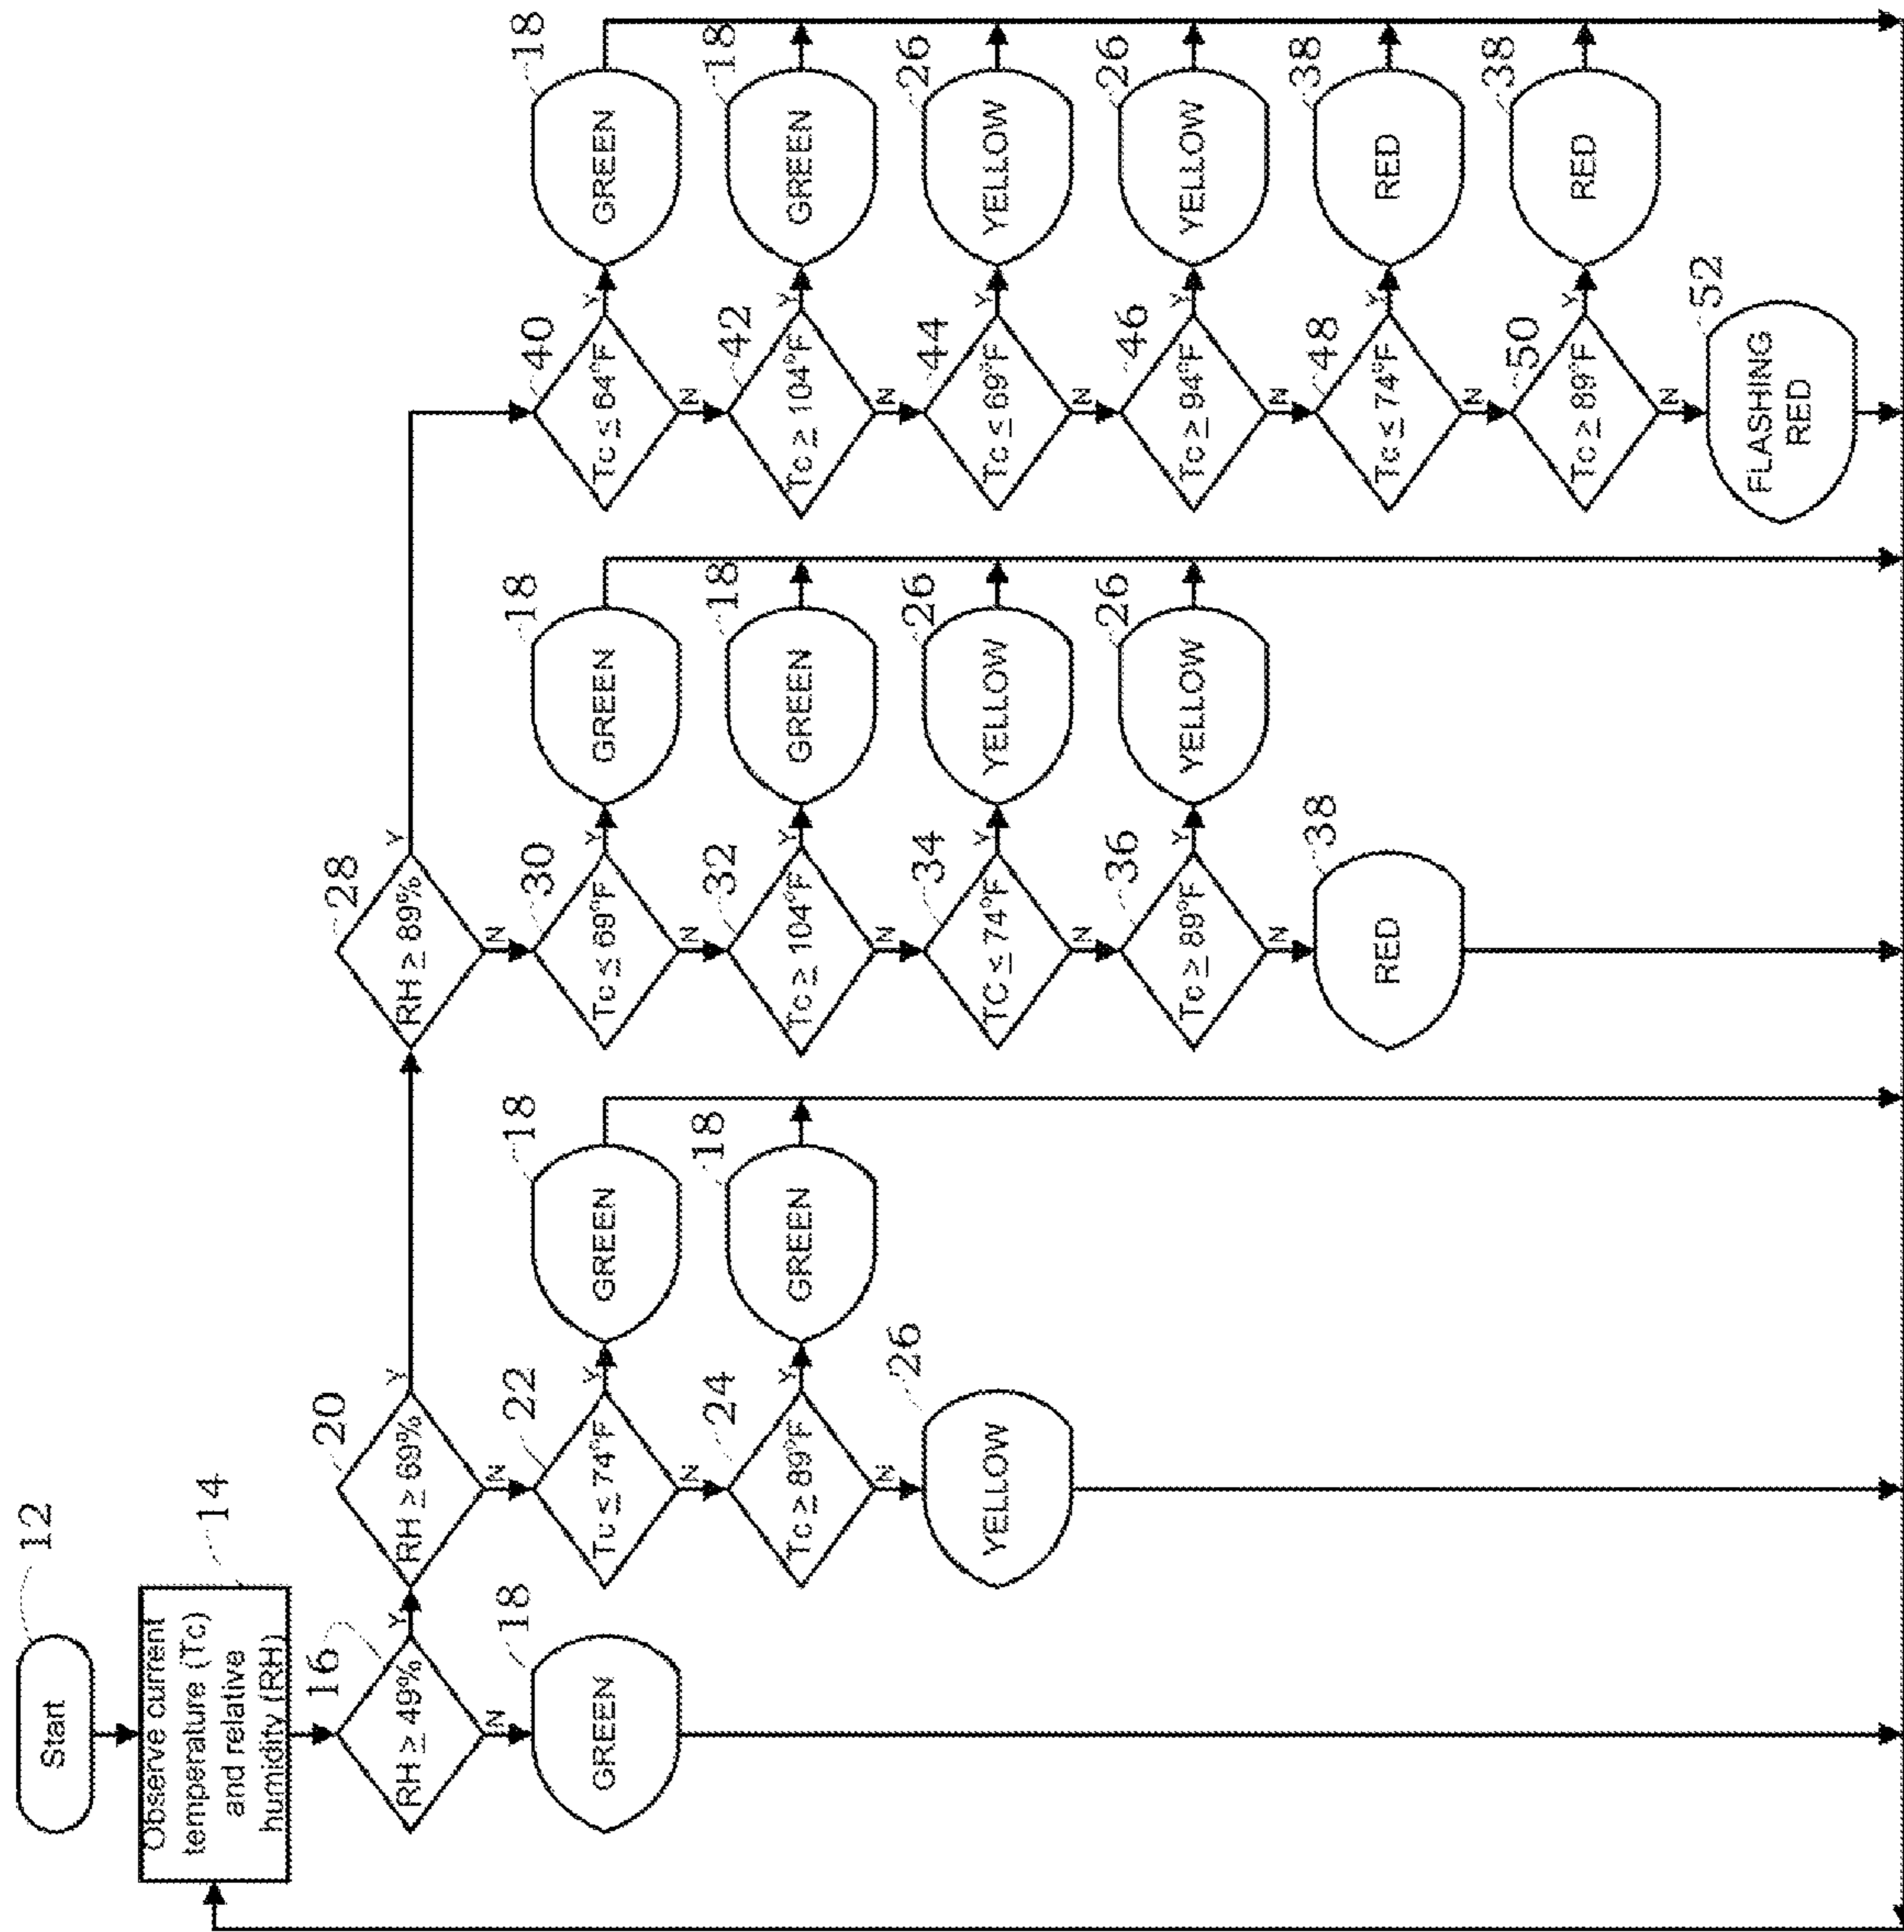 Start
12
Observe current
temperature (Tc)
and relative
humidity (RH)
14
RH ≥ 49%
16
Y
N
GREEN
18
RH ≥ 69%
20
Y
N
Tc ≤ 74°F
22
Y
N
GREEN
18
Tc ≥ 89°F
24
Y
N
GREEN
18
YELLOW
26
RH ≥ 89%
28
Y
N
Tc ≤ 69°F
30
Y
N
GREEN
18
Tc ≥ 104°F
32
Y
N
GREEN
18
TC ≤ 74°F
34
Y
N
YELLOW
26
Tc ≥ 89°F
36
Y
N
YELLOW
26
RED
38
Tc ≤ 64°F
40
Y
N
GREEN
18
Tc ≥ 104°F
42
Y
N
GREEN
18
Tc ≤ 69°F
44
Y
N
YELLOW
26
Tc ≥ 94°F
46
Y
N
YELLOW
26
Tc ≤ 74°F
48
Y
N
RED
38
Tc ≥ 89°F
50
Y
N
RED
38
FLASHING
RED
52